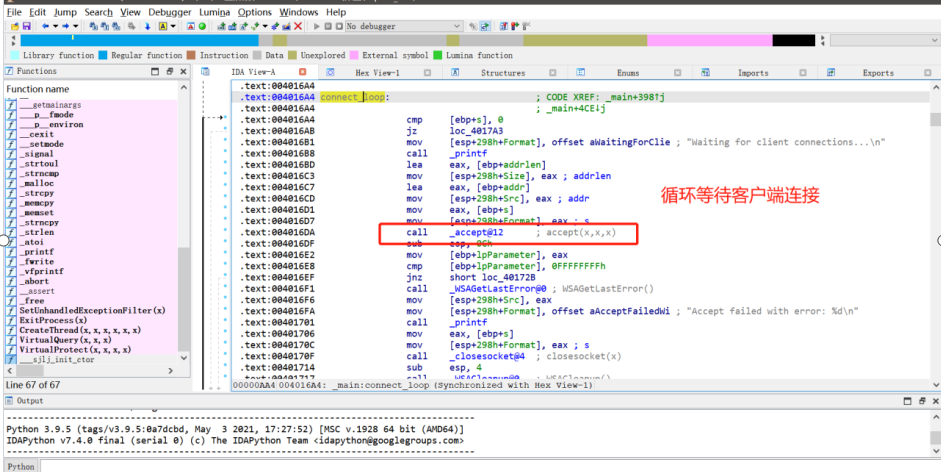 File Edit Jump Search View Debugger Lumina Options Windows Help
No debugger
Library function Regular function Instruction Data Unexplored External symbol Lumina function
Functions
IDA View-A Hex View-1 Structures Enums Imports Exports
Function name
___getmainargs
___p__fmode
___p__environ
__cexit
__setmode
_signal
_strtoul
_strncmp
_malloc
_strcpy
_memcpy
_memset
_strncpy
_strlen
_atoi
_printf
_fwrite
_vfprintf
_abort
__assert
_free
SetUnhandledExceptionFilter(x)
ExitProcess(x)
CreateThread(x,x,x,x,x,x)
VirtualQuery(x,x,x)
VirtualProtect(x,x,x,x)
___sjlj_init_ctor
Line 67 of 67
.text:004016A4
.text:004016A4 connect_loop: ; CODE XREF: _main+398↑j
.text:004016A4 ; _main+4CE↓j
.text:004016A4 cmp [ebp+s], 0
.text:004016AB jz loc_4017A3
.text:004016B1 mov [esp+298h+Format], offset aWaitingForClie ; "Waiting for client connections...\n"
.text:004016B8 call _printf
.text:004016BD lea eax, [ebp+addrlen]
.text:004016C3 mov [esp+298h+Size], eax ; addrlen
.text:004016C7 lea eax, [ebp+addr]
.text:004016CD mov [esp+298h+Src], eax ; addr
.text:004016D1 mov eax, [ebp+s]
.text:004016D7 mov [esp+298h+Format], eax ; s
.text:004016DA call _accept@12 ; accept(x,x,x)
.text:004016DF sub esp, 0Ch
.text:004016E2 mov [ebp+lpParameter], eax
.text:004016E8 cmp [ebp+lpParameter], 0FFFFFFFFh
.text:004016EF jnz short loc_40172B
.text:004016F1 call _WSAGetLastError@0 ; WSAGetLastError()
.text:004016F6 mov [esp+298h+Src], eax
.text:004016FA mov [esp+298h+Format], offset aAcceptFailedWi ; "Accept failed with error: %d\n"
.text:00401701 call _printf
.text:00401706 mov eax, [ebp+s]
.text:0040170C mov [esp+298h+Format], eax ; s
.text:0040170F call _closesocket@4 ; closesocket(x)
.text:00401714 sub esp, 4
.text:00401717 call _WSACleanup@0 ; WSACleanup()
循环等待客户端连接
00000AA4 004016A4: _main:connect_loop (Synchronized with Hex View-1)
Output
Python 3.9.5 (tags/v3.9.5:0a7dcbd, May 3 2021, 17:27:52) [MSC v.1928 64 bit (AMD64)]
IDAPython v7.4.0 final (serial 0) (c) The IDAPython Team <idapython@googlegroups.com>
Python